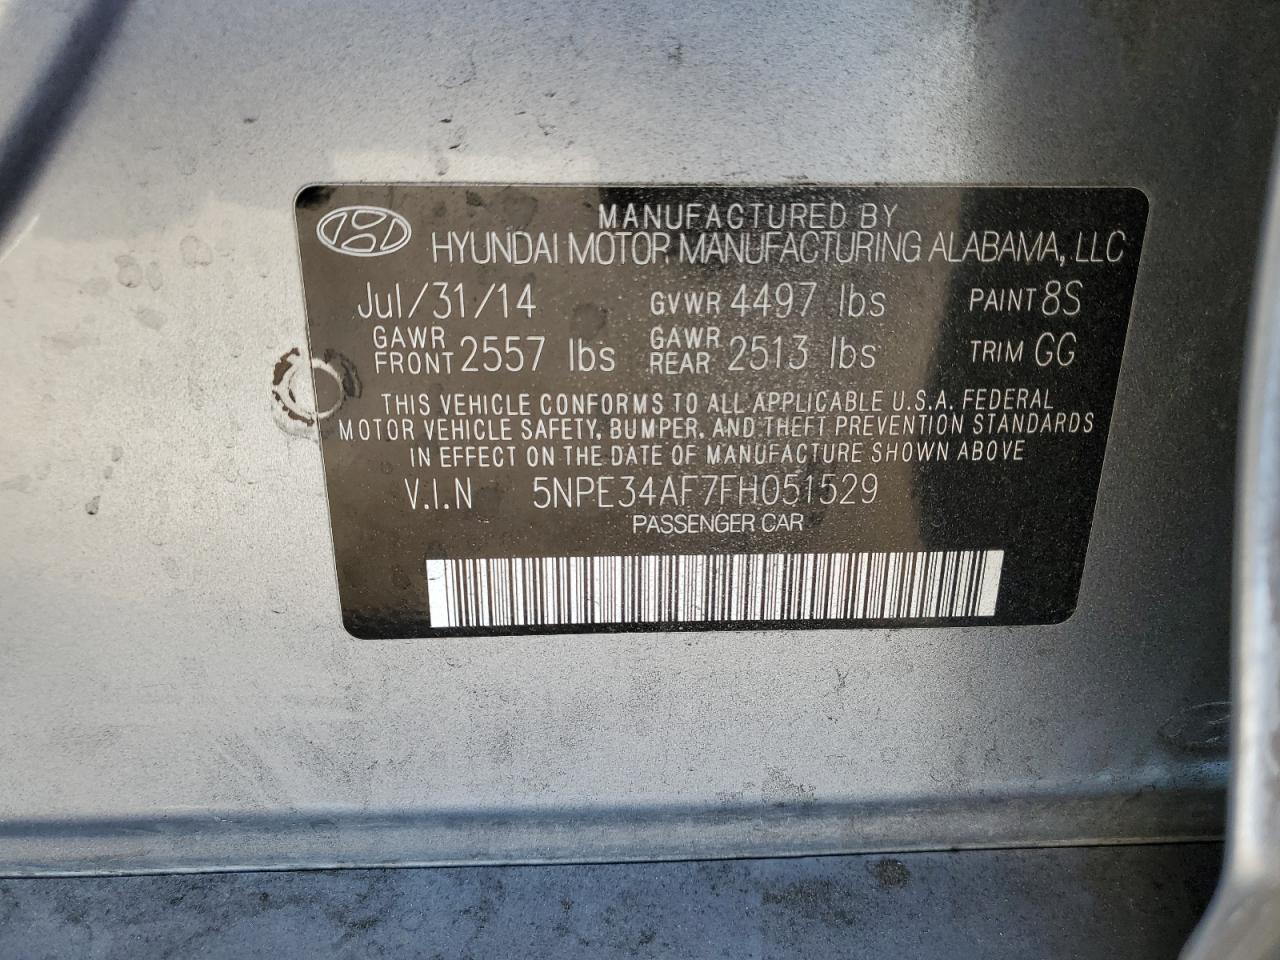 MANUFACTURED BY
HYUNDAI MOTOR MANUFACTURING ALABAMA, LLC
Jul/31/14 GVWR 4497 lbs PAINT 8S
GAWR FRONT 2557 lbs GAWR REAR 2513 lbs TRIM GG
THIS VEHICLE CONFORMS TO ALL APPLICABLE U.S.A. FEDERAL
MOTOR VEHICLE SAFETY, BUMPER, AND THEFT PREVENTION STANDARDS
IN EFFECT ON THE DATE OF MANUFACTURE SHOWN ABOVE
V.I.N 5NPE34AF7FH051529
PASSENGER CAR